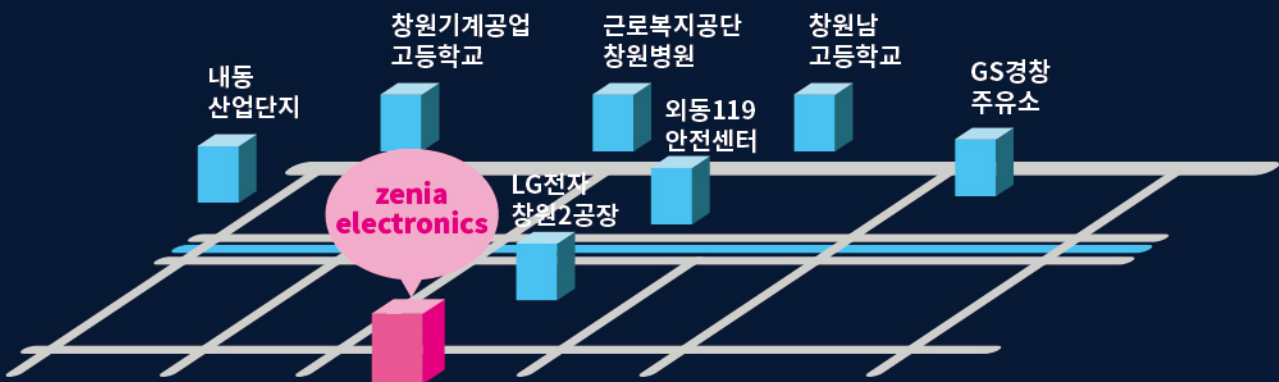 창원기계공업
고등학교
근로복지공단
창원병원
창원남
고등학교
내동
산업단지
GS경창
주유소
외동119
안전센터
LG전자
창원2공장
zenia
electronics